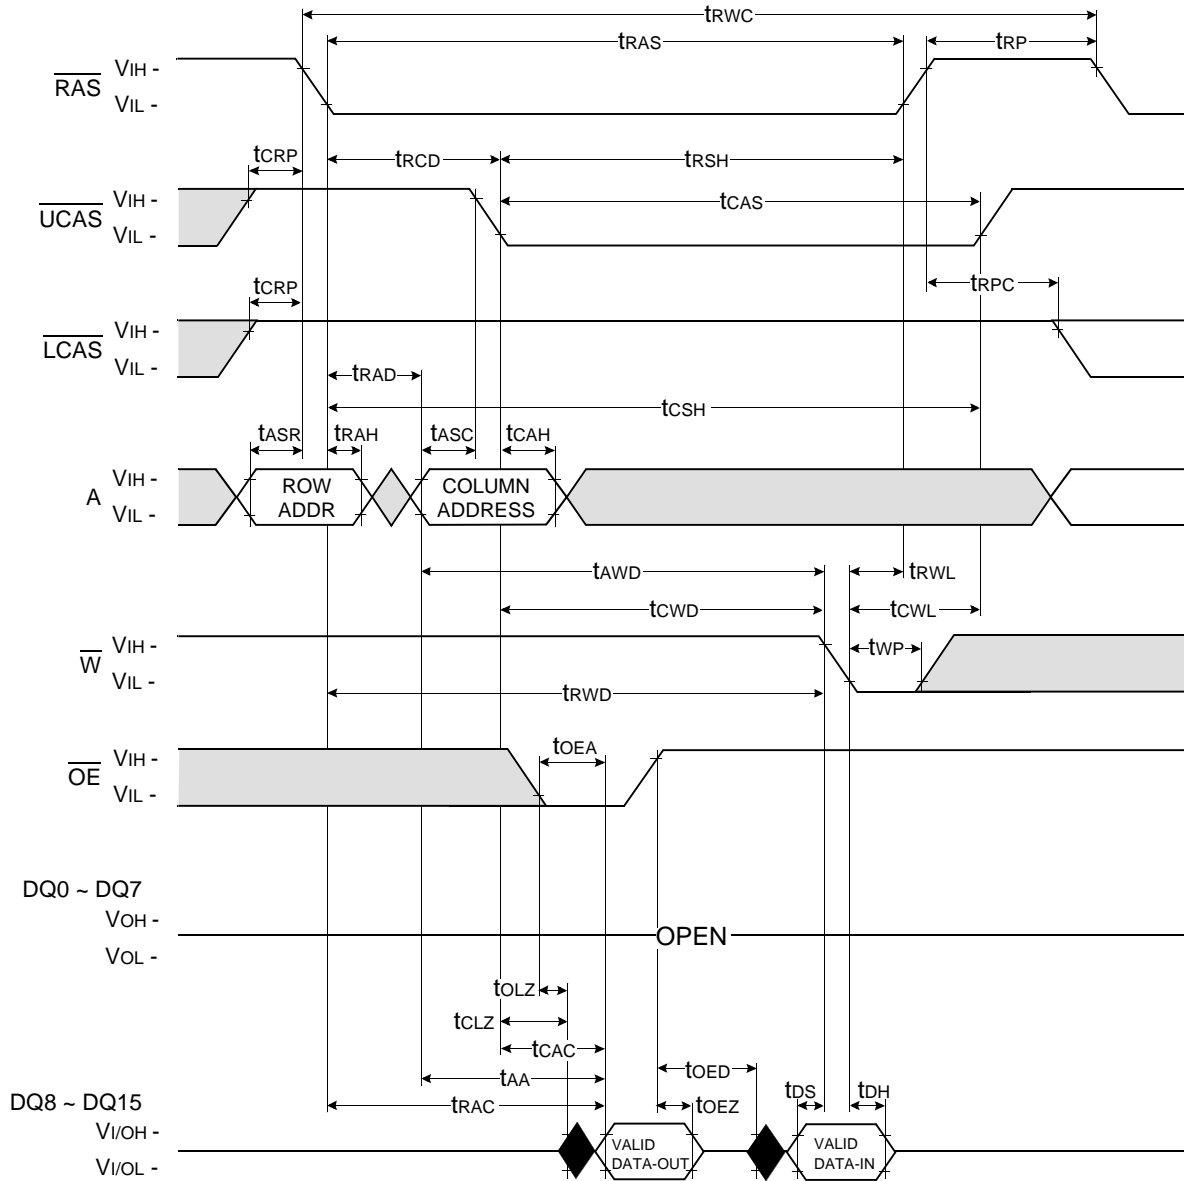 tRWC
tRAS
tRP
RAS
VIH -
VIL -
tCRP
tRCD
tRSH
UCAS
VIH -
VIL -
tCAS
tCRP
tRPC
LCAS
VIH -
VIL -
tRAD
tCSH
tASR
tRAH
tASC
tCAH
A
VIH -
VIL -
ROW
ADDR
COLUMN
ADDRESS
tAWD
tRWL
tCWD
tCWL
W
VIH -
VIL -
tWP
tRWD
OE
VIH -
VIL -
tOEA
DQ0 ~ DQ7
VOH -
VOL -
OPEN
tOLZ
tCLZ
tCAC
tAA
tOED
tRAC
tOEZ
tDS
tDH
DQ8 ~ DQ15
VI/OH -
VI/OL -
VALID
DATA-OUT
VALID
DATA-IN